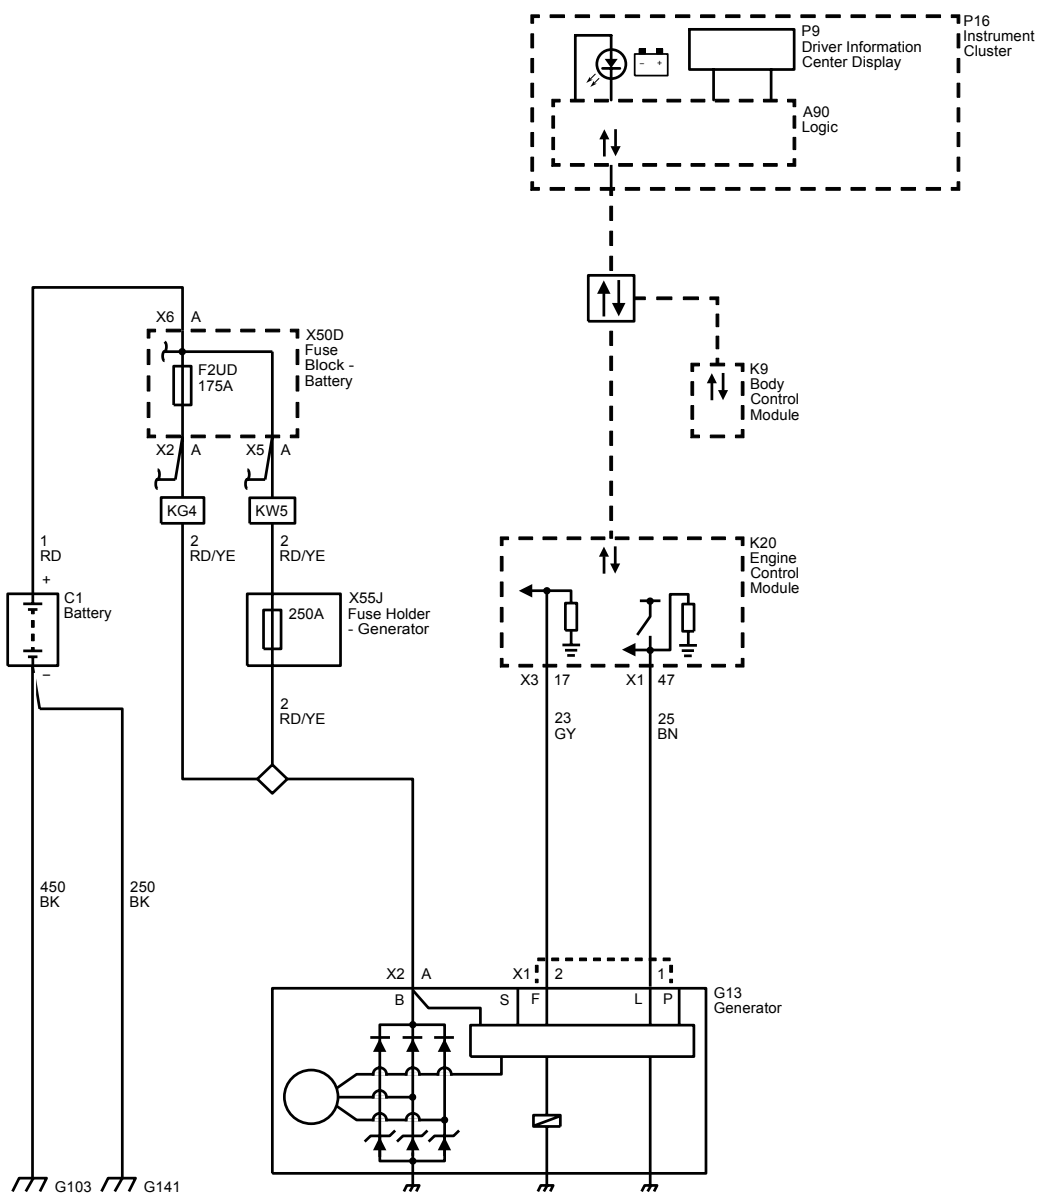 P16
Instrument
Cluster
P9
Driver Information
Center Display
- +
A90
Logic
X6 A
X50D
Fuse
Block -
Battery
F2UD
175A
K9
Body
Control
Module
X2 A
X5 A
KG4
KW5
1
RD
2
RD/YE
2
RD/YE
K20
Engine
Control
Module
+
C1
Battery
−
250A
X55J
Fuse Holder
- Generator
X3 17
X1 47
2
RD/YE
23
GY
25
BN
450
BK
250
BK
X2 A
X1 2
1
B
S
F
L
P
G13
Generator
G103
G141